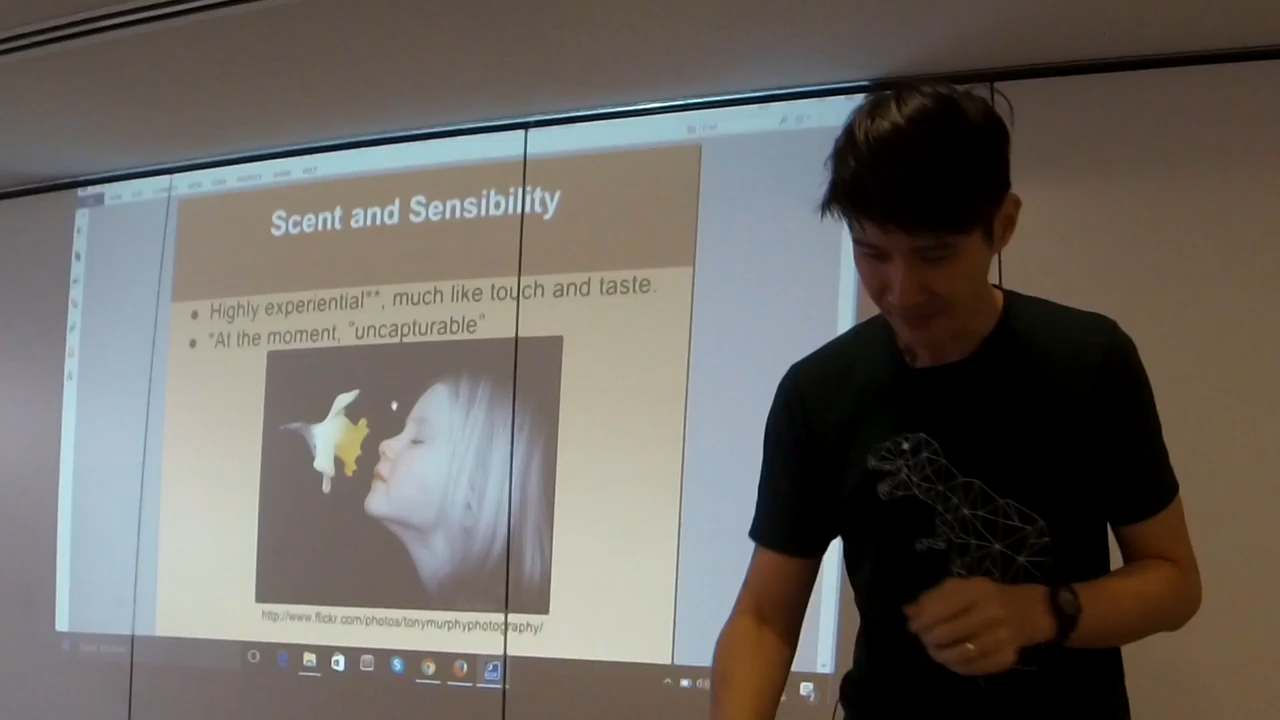 Scent and Sensibility
● Highly experiential**, much like touch and taste.
● *At the moment, "uncapturable"
http://www.flickr.com/photos/tonymurphyphotography/